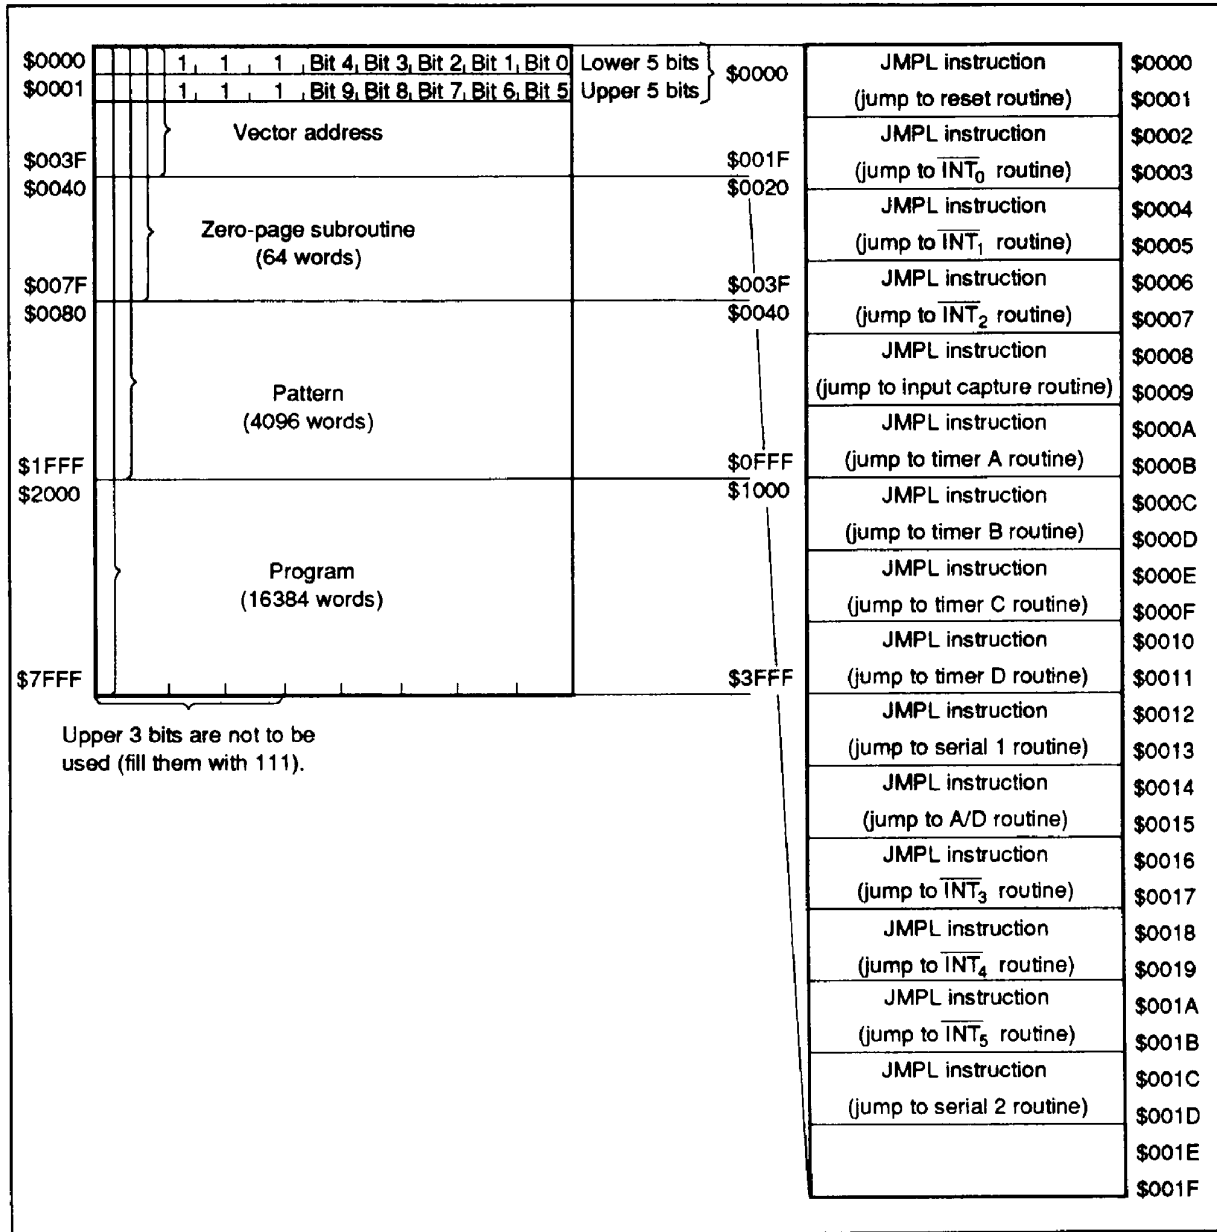 $0000 1 1 1 Bit 4 Bit 3 Bit 2 Bit 1 Bit 0 Lower 5 bits
$0001 1 1 1 Bit 9 Bit 8 Bit 7 Bit 6 Bit 5 Upper 5 bits
$0000
Vector address
$003F $001F
$0040 $0020
Zero-page subroutine
(64 words)
$007F $003F
$0080 $0040
Pattern
(4096 words)
$1FFF $0FFF
$2000 $1000
Program
(16384 words)
$7FFF $3FFF
Upper 3 bits are not to be
used (fill them with 111).
JMPL instruction $0000
(jump to reset routine) $0001
JMPL instruction $0002
(jump to INT0 routine) $0003
JMPL instruction $0004
(jump to INT1 routine) $0005
JMPL instruction $0006
(jump to INT2 routine) $0007
JMPL instruction $0008
(jump to input capture routine) $0009
JMPL instruction $000A
(jump to timer A routine) $000B
JMPL instruction $000C
(jump to timer B routine) $000D
JMPL instruction $000E
(jump to timer C routine) $000F
JMPL instruction $0010
(jump to timer D routine) $0011
JMPL instruction $0012
(jump to serial 1 routine) $0013
JMPL instruction $0014
(jump to A/D routine) $0015
JMPL instruction $0016
(jump to INT3 routine) $0017
JMPL instruction $0018
(jump to INT4 routine) $0019
JMPL instruction $001A
(jump to INT5 routine) $001B
JMPL instruction $001C
(jump to serial 2 routine) $001D
$001E
$001F